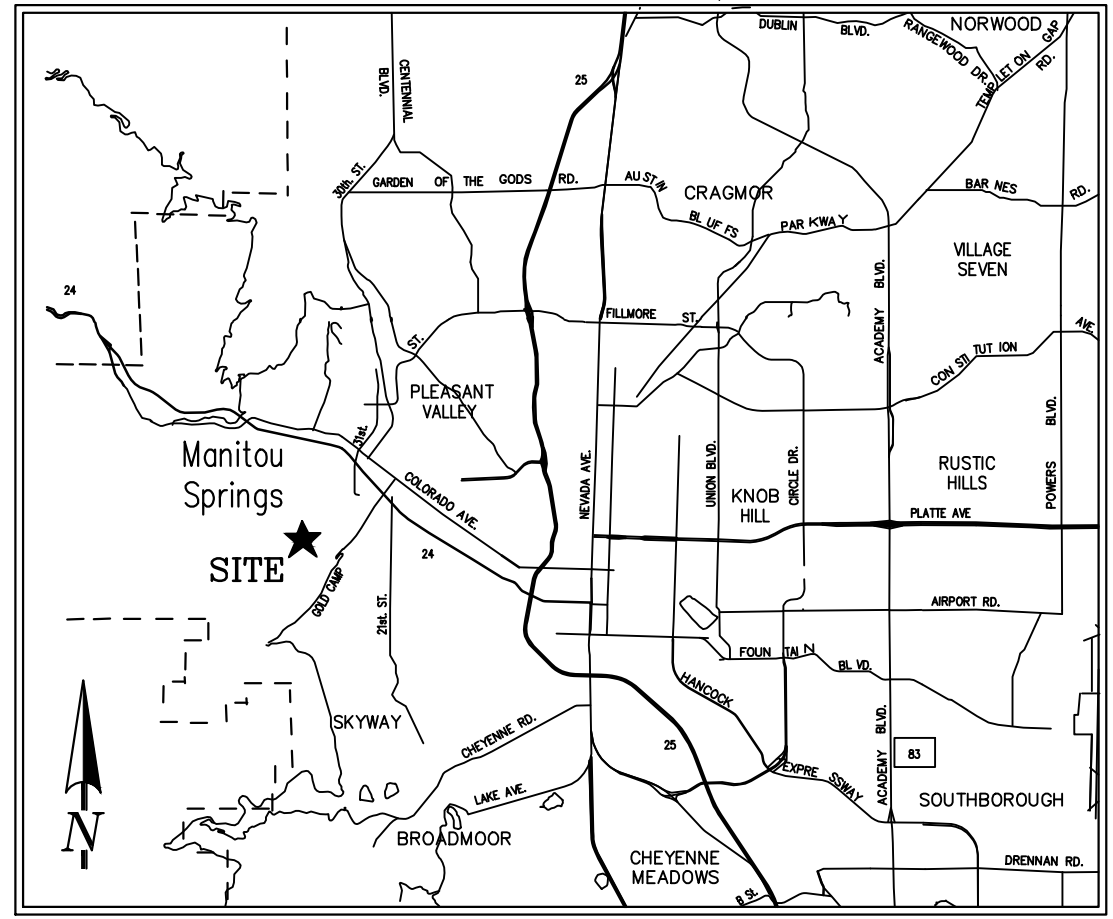 NORWOOD
DUBLIN BLVD.
RANGEWOOD DR.
TEMPLETON GAP RD.
CENTENNIAL
BLVD.
25
30th. ST.
GARDEN OF THE GODS RD.
AUSTIN BLUFFS PARKWAY
CRAGMOR
BARNES RD.
VILLAGE
SEVEN
24
FILLMORE ST.
ST.
ACADEMY BLVD.
CONSTITUTION AVE.
PLEASANT
VALLEY
31st.
POWERS BLVD.
Manitou
Springs
COLORADO AVE.
NEVADA AVE.
UNION BLVD.
CIRCLE DR.
KNOB
HILL
RUSTIC
HILLS
PLATTE AVE
SITE
24
GOLD CAMP
21st. ST.
AIRPORT RD.
FOUNTAIN BLVD.
HANCOCK EXPRESSWAY
SKYWAY
CHEYENNE RD.
25
ACADEMY BLVD.
83
LAKE AVE.
SOUTHBOROUGH
N
BROADMOOR
CHEYENNE
MEADOWS
DRENNAN RD.
B St.